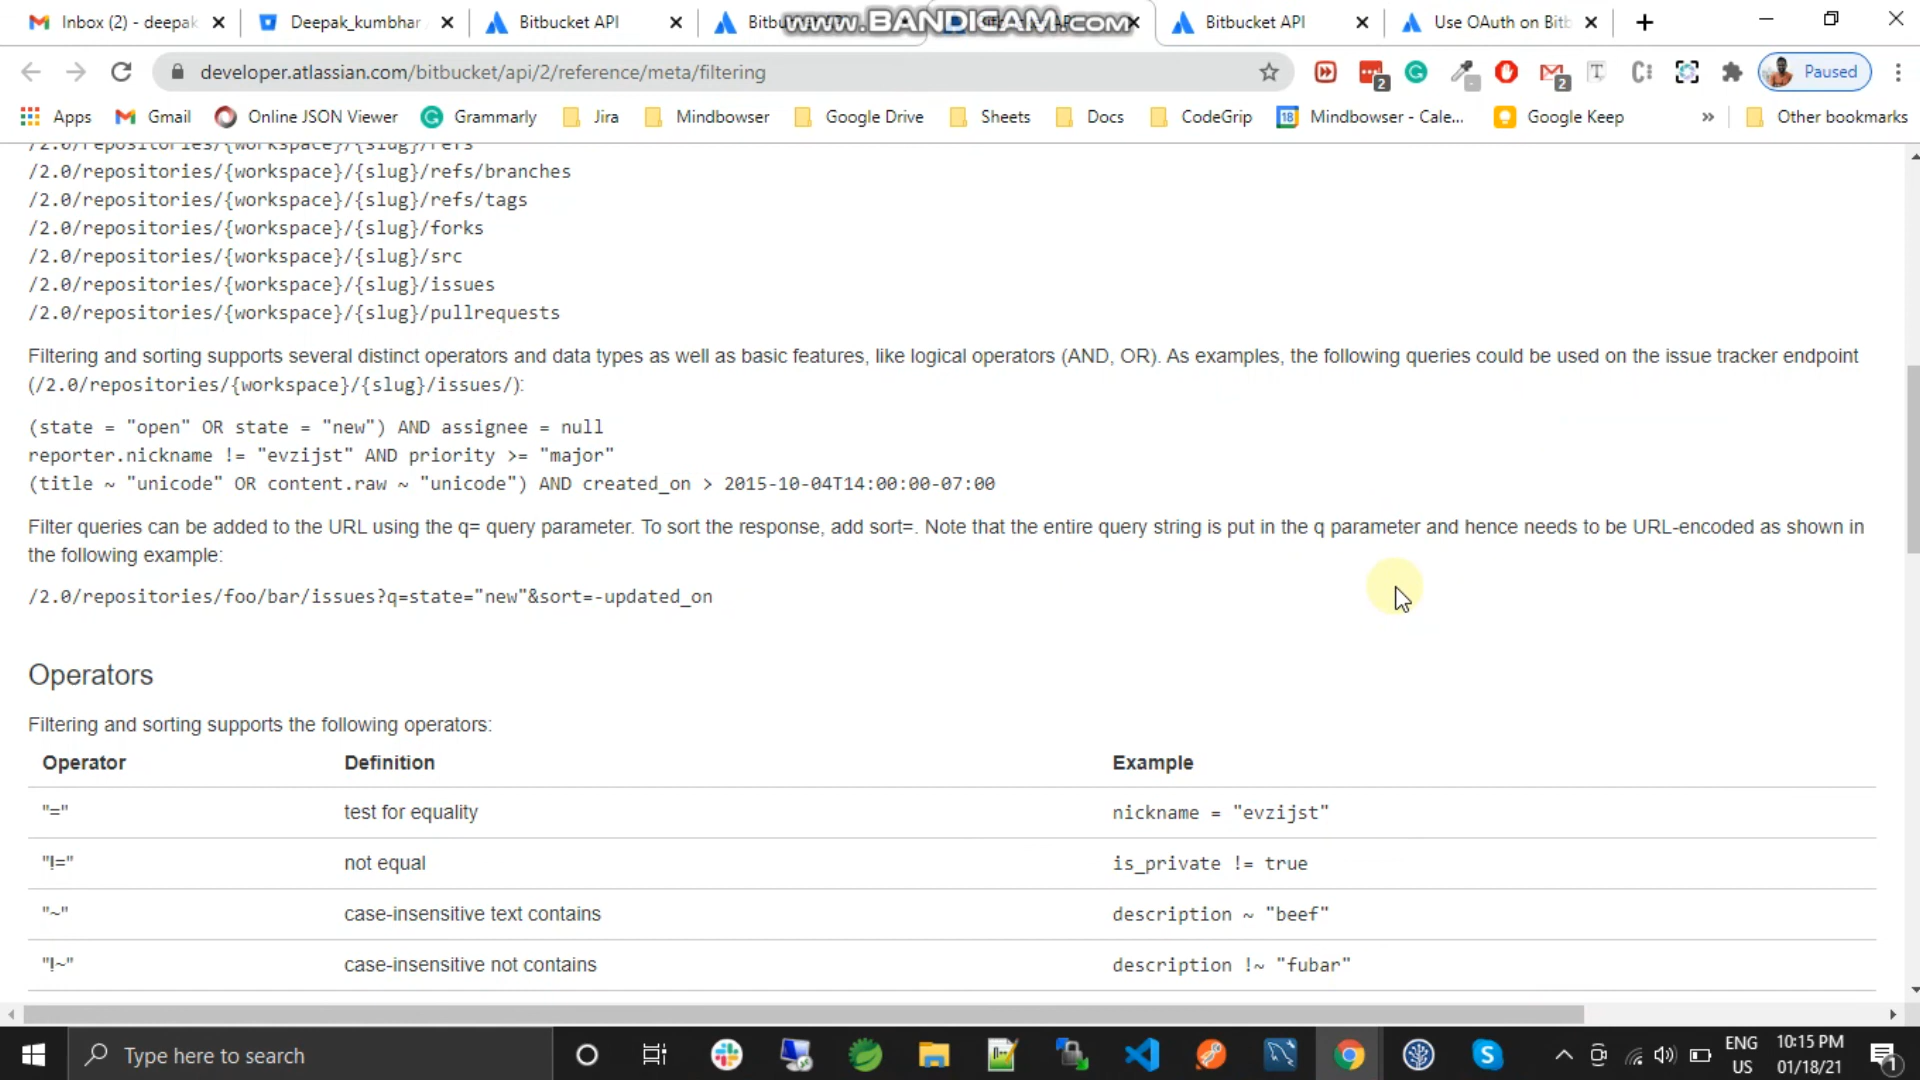 Inbox (2) - deepak
Deepak_kumbhar
Bitbucket API
Bitbu
www.BANDICAM.com
Bitbucket API
Use OAuth on Bitb
developer.atlassian.com/bitbucket/api/2/reference/meta/filtering
2
2
Paused
Apps
Gmail
Online JSON Viewer
Grammarly
Jira
Mindbowser
Google Drive
Sheets
Docs
CodeGrip
18
Mindbowser - Cale...
Google Keep
»
Other bookmarks
/2.0/repositories/{workspace}/{slug}/refs
/2.0/repositories/{workspace}/{slug}/refs/branches
/2.0/repositories/{workspace}/{slug}/refs/tags
/2.0/repositories/{workspace}/{slug}/forks
/2.0/repositories/{workspace}/{slug}/src
/2.0/repositories/{workspace}/{slug}/issues
/2.0/repositories/{workspace}/{slug}/pullrequests
Filtering and sorting supports several distinct operators and data types as well as basic features, like logical operators (AND, OR). As examples, the following queries could be used on the issue tracker endpoint
(/2.0/repositories/{workspace}/{slug}/issues/):
(state = "open" OR state = "new") AND assignee = null
reporter.nickname != "evzijst" AND priority >= "major"
(title ~ "unicode" OR content.raw ~ "unicode") AND created_on > 2015-10-04T14:00:00-07:00
Filter queries can be added to the URL using the q= query parameter. To sort the response, add sort=. Note that the entire query string is put in the q parameter and hence needs to be URL-encoded as shown in
the following example:
/2.0/repositories/foo/bar/issues?q=state="new"&sort=-updated_on
Operators
Filtering and sorting supports the following operators:
Operator Definition Example
"=" test for equality nickname = "evzijst"
"!=" not equal is_private != true
"~" case-insensitive text contains description ~ "beef"
"!~" case-insensitive not contains description !~ "fubar"
Type here to search
ENG
US
10:15 PM
01/18/21
1